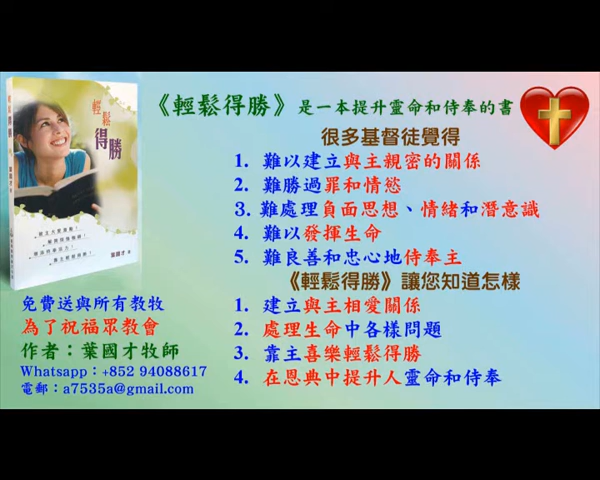 《輕鬆得勝》是一本提升靈命和侍奉的書
很多基督徒覺得
1. 難以建立與主親密的關係
2. 難勝過罪和情慾
3. 難處理負面思想、情緒和潛意識
4. 難以發揮生命
5. 難良善和忠心地侍奉主
《輕鬆得勝》讓您知道怎樣
1. 建立與主相愛關係
2. 處理生命中各樣問題
3. 靠主喜樂輕鬆得勝
4. 在恩典中提升人靈命和侍奉
輕鬆
得勝
輕鬆得勝
葉國才
免費送與所有教牧
為了祝福眾教會
作者：葉國才牧師
Whatsapp：+852 94088617
電郵：a7535a@gmail.com